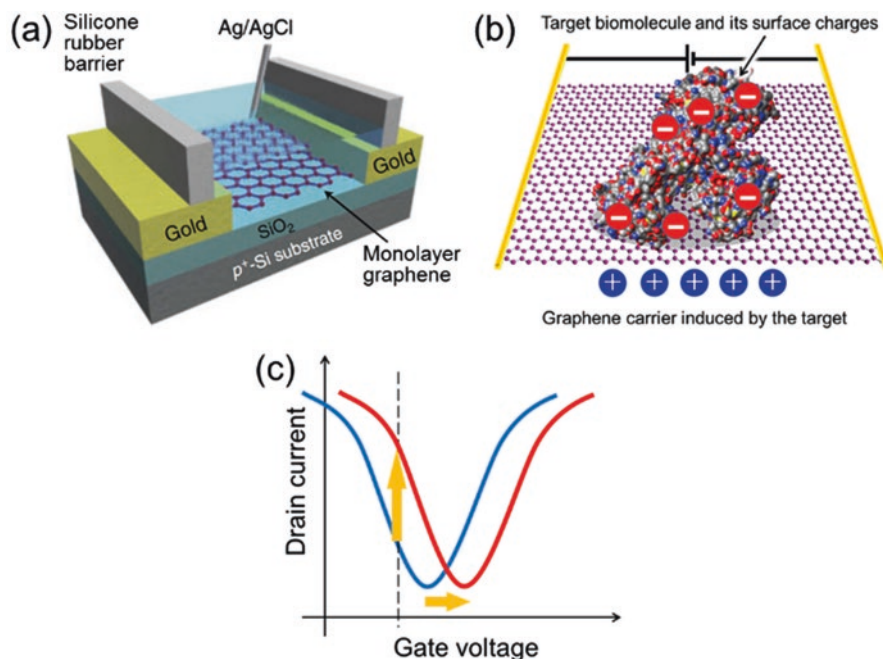 (a)
Silicone
rubber
barrier
Ag/AgCl
Gold
Gold
SiO₂
p⁺-Si substrate
Monolayer
graphene
(b)
Target biomolecule and its surface charges
− − −
− − −
+ + + + +
Graphene carrier induced by the target
(c)
Drain current
Gate voltage